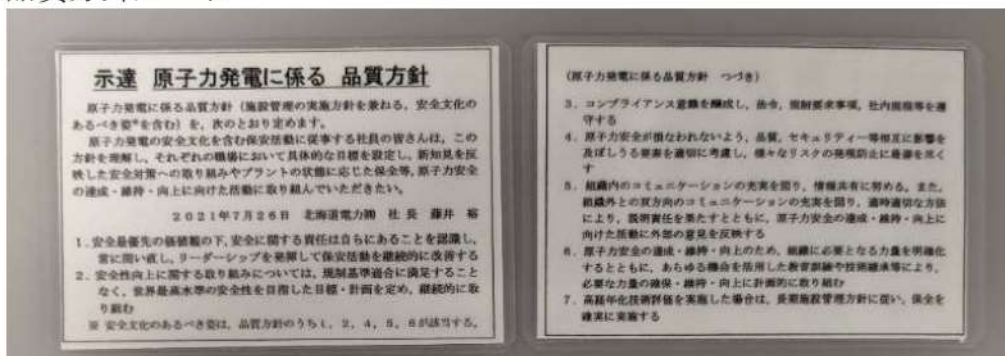 示達 原子力発電に係る 品質方針
原子力発電に係る品質方針（施設管理の実施方針を兼ねる、安全文化の
あるべき姿※を含む）を、次のとおり定めます。
原子力発電の安全文化を含む保安活動に従事する社員の皆さんは、この
方針を理解し、それぞれの職場において具体的な目標を設定し、新知見を反
映した安全対策への取り組みやプラントの状態に応じた保全等、原子力安全
の達成・維持・向上に向けた活動に取り組んでいただきたい。
2021年7月26日 北海道電力㈱ 社 長 藤井 裕
1．安全最優先の価値観の下、安全に関する責任は自らにあることを認識し、
常に問い直し、リーダーシップを発揮して保安活動を継続的に改善する
2．安全性向上に関する取り組みについては、規制基準適合に満足すること
なく、世界最高水準の安全性を目指した目標・計画を定め、継続的に取
り組む
※ 安全文化のあるべき姿は、品質方針のうち1、2、4、5、6が該当する。
（原子力発電に係る品質方針 つづき）
3．コンプライアンス意識を醸成し、法令、規制要求事項、社内規程等を遵
守する
4．原子力安全が損なわれないよう、品質、セキュリティー等相互に影響を
及ぼしうる要素を適切に考慮し、様々なリスクの発現防止に最善を尽く
す
5．組織内のコミュニケーションの充実を図り、情報共有に努める。また、
組織外との双方向のコミュニケーションの充実を図り、適時適切な方法
により、説明責任を果たすとともに、原子力安全の達成・維持・向上に
向けた活動に外部の意見を反映する
6．原子力安全の達成・維持・向上のため、組織に必要となる力量を明確化
するとともに、あらゆる機会を活用した教育訓練や技術継承等により、
必要な力量の確保・維持・向上に計画的に取り組む
7．高経年化技術評価を実施した場合は、長期施設管理方針に従い、保全を
確実に実施する